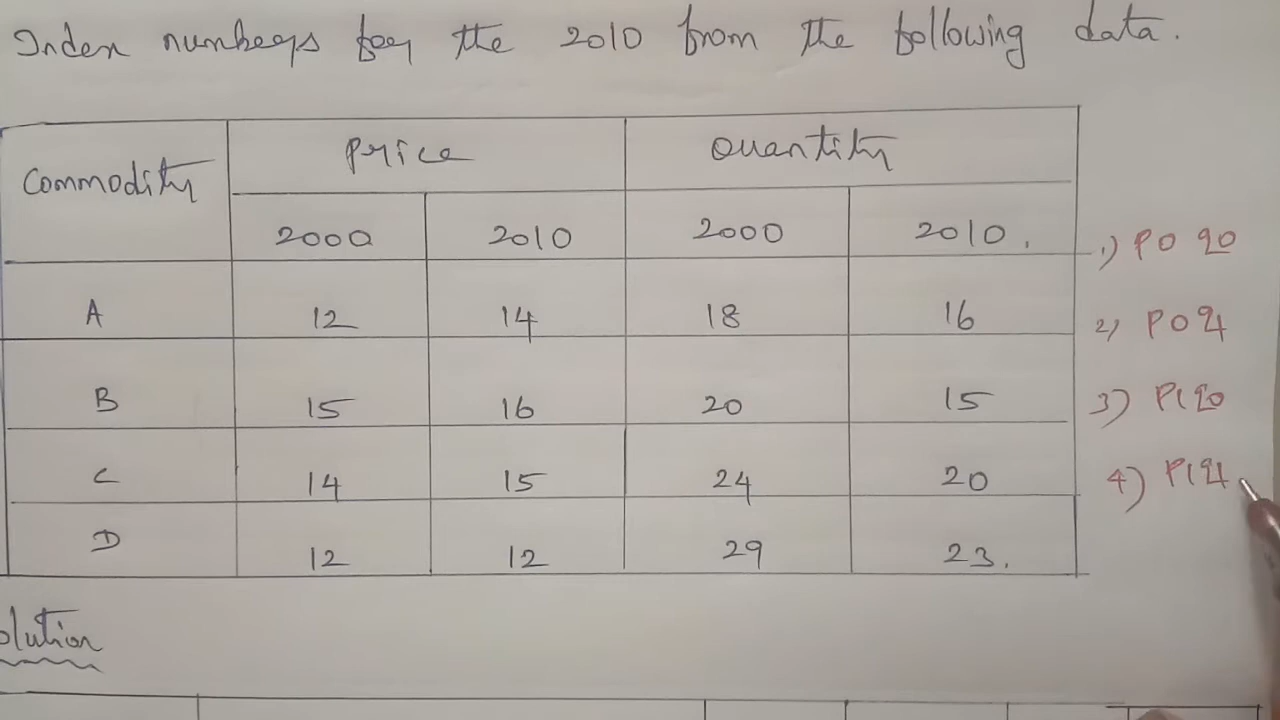 Index numbers for the 2010 from the following data.
Commodity Price Quantity
2000 2010 2000 2010.
1) P0 q0
A 12 14 18 16
2) P0 q1
B 15 16 20 15
3) P1 q0
C 14 15 24 20
4) P1 q1
D 12 12 29 23.
olution